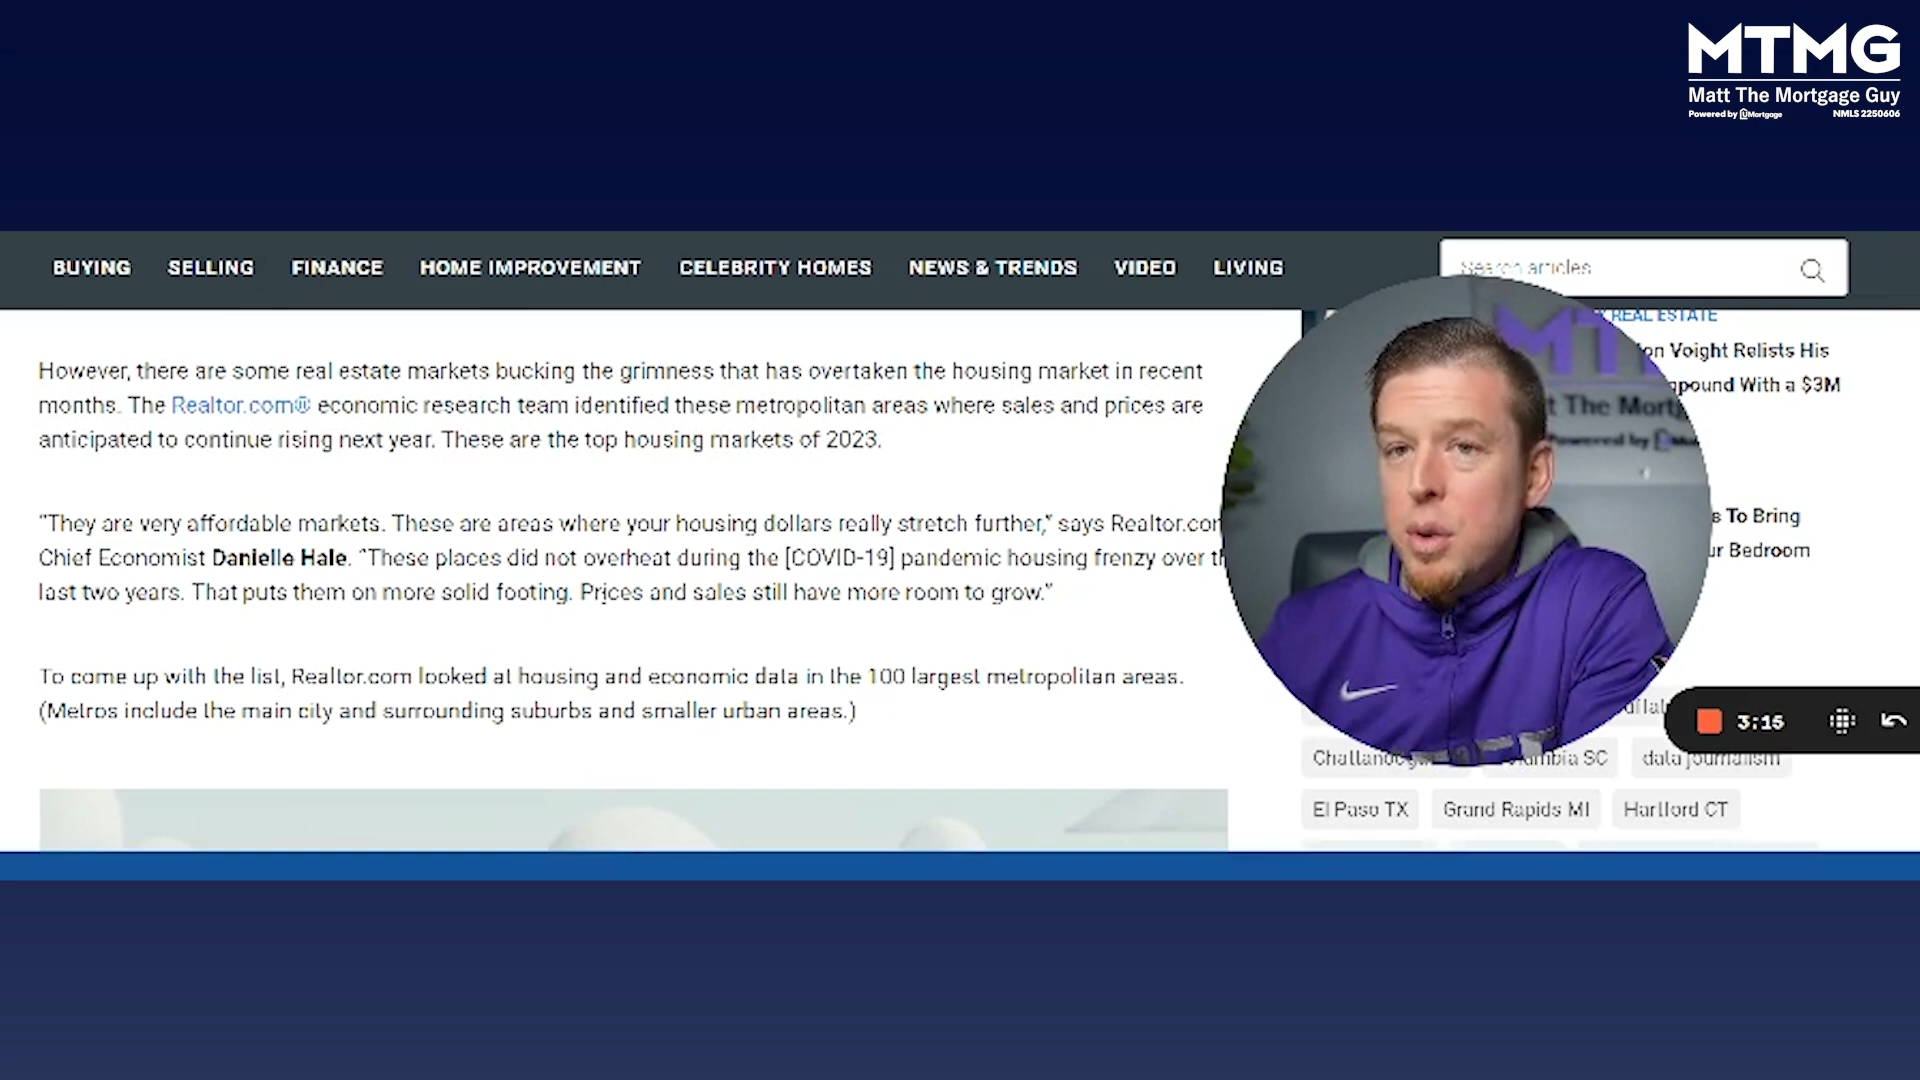 MTMG
Matt The Mortgage Guy
Powered by UMortgage NMLS 2250606
BUYING SELLING FINANCE HOME IMPROVEMENT CELEBRITY HOMES NEWS & TRENDS VIDEO LIVING
Search articles
REAL ESTATE
However, there are some real estate markets bucking the grimness that has overtaken the housing market in recent
months. The Realtor.com® economic research team identified these metropolitan areas where sales and prices are
anticipated to continue rising next year. These are the top housing markets of 2023.
"They are very affordable markets. These are areas where your housing dollars really stretch further," says Realtor.com
Chief Economist Danielle Hale. "These places did not overheat during the [COVID-19] pandemic housing frenzy over
last two years. That puts them on more solid footing. Prices and sales still have more room to grow."
To come up with the list, Realtor.com looked at housing and economic data in the 100 largest metropolitan areas.
(Metros include the main city and surrounding suburbs and smaller urban areas.)
Voight Relists His
With a $3M
To Bring
Bedroom
MT
The Mort
Powered by
3:15
SC data journalism
El Paso TX Grand Rapids MI Hartford CT